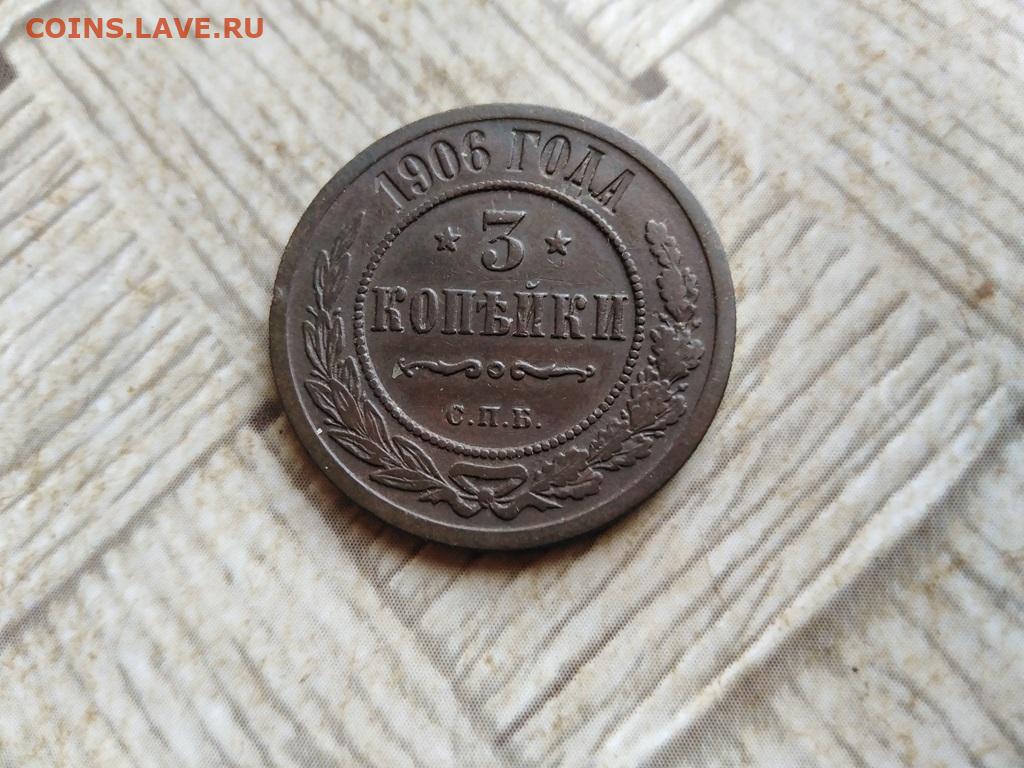 COINS.LAVE.RU
1906 ГОДА
3
КОПѢЙКИ
С.П.Б.